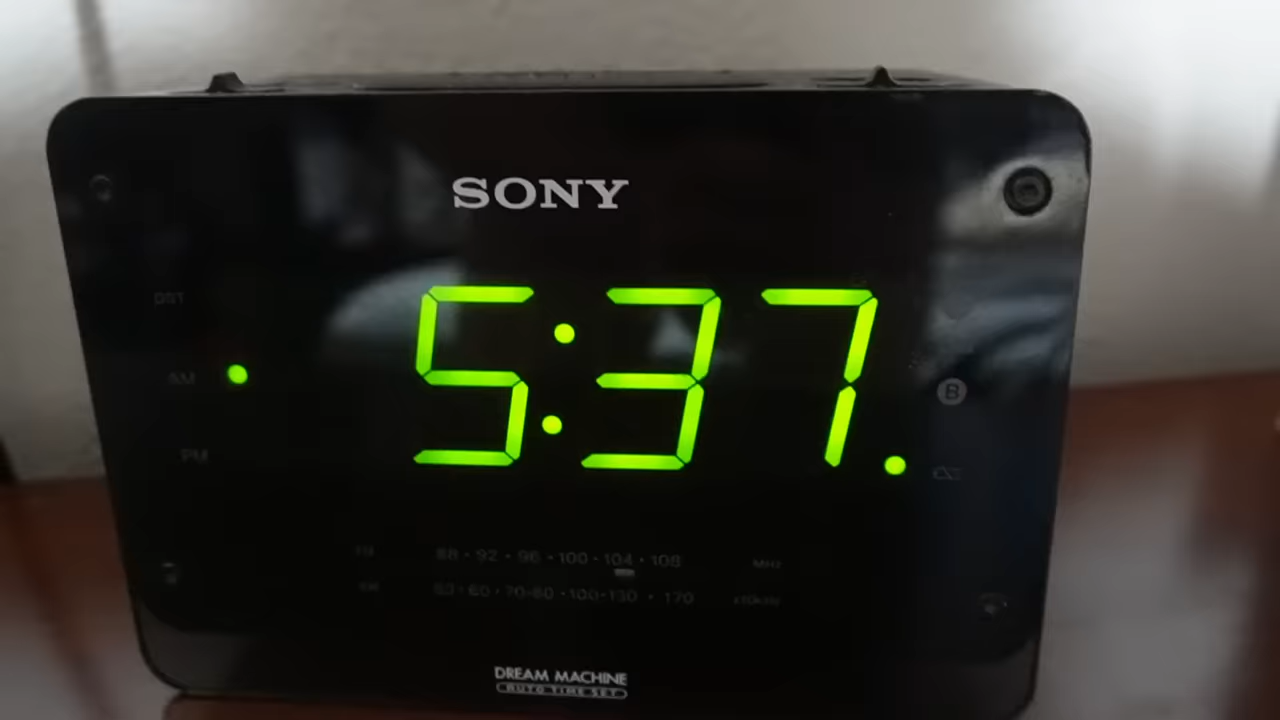 SONY
DST
5:37.
AM
B
PM
FM 88 · 92 · 96 · 100 · 104 · 108 MHz
53 · 60 · 70 · 80 · 100 · 130 · 170
DREAM MACHINE
AUTO TIME SET